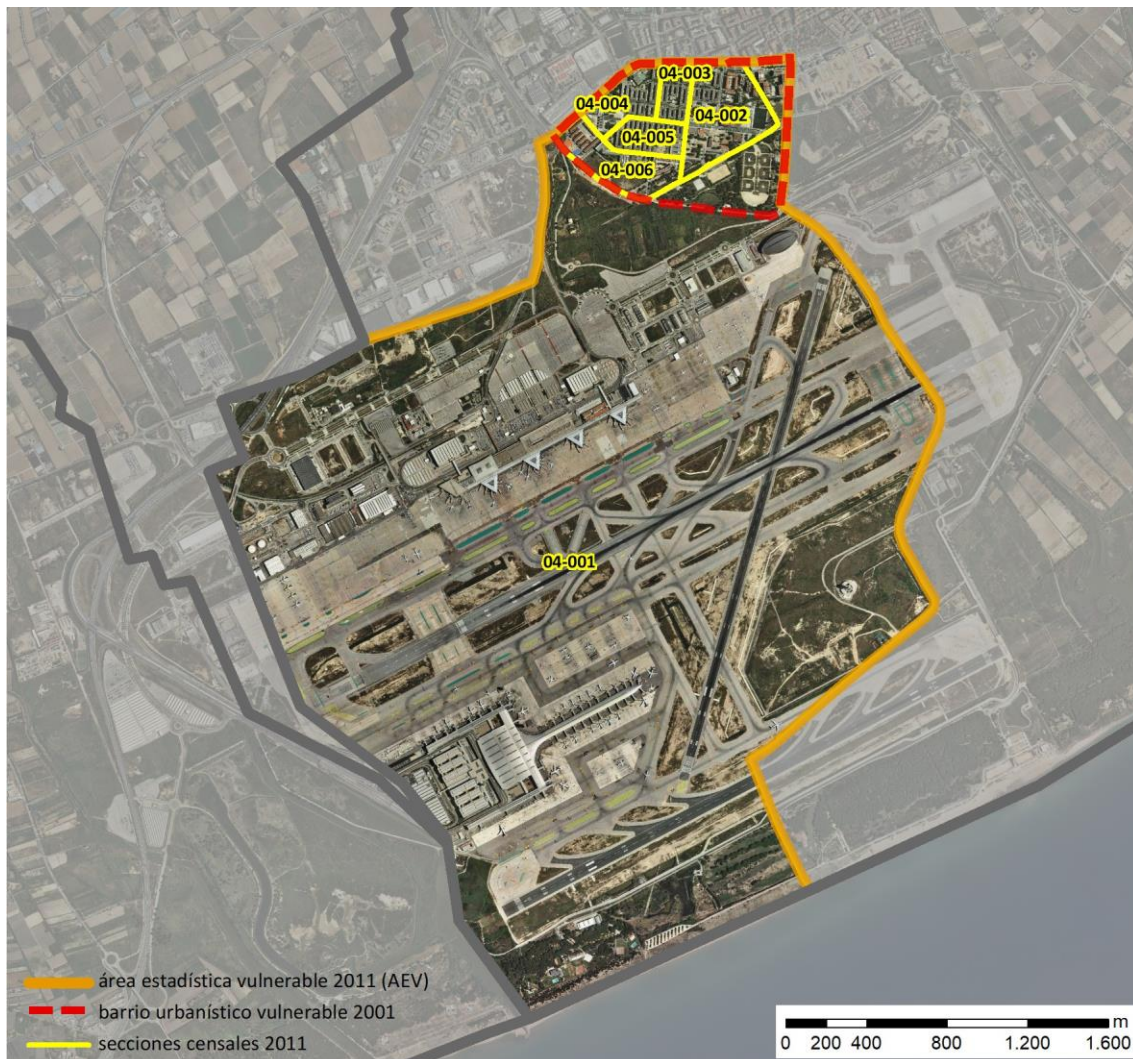 04-003
04-004
04-002
04-005
04-006
04-001
área estadística vulnerable 2011 (AEV)
barrio urbanístico vulnerable 2001
secciones censales 2011
m
0 200 400 800 1.200 1.600